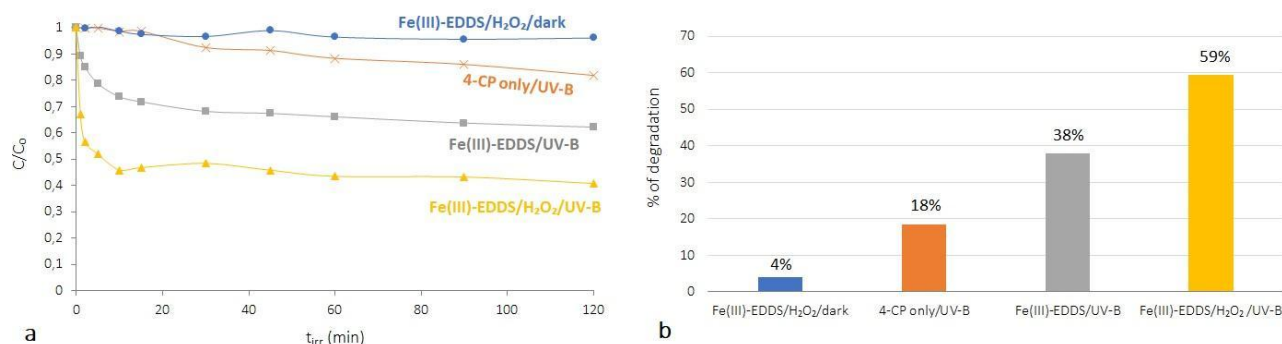 1
0,9
0,8
0,7
0,6
0,5
0,4
0,3
0,2
0,1
0
C/C₀
0 20 40 60 80 100 120
t_irr (min)
Fe(III)-EDDS/H₂O₂/dark
4-CP only/UV-B
Fe(III)-EDDS/UV-B
Fe(III)-EDDS/H₂O₂/UV-B
a
70
60
50
40
30
20
10
0
% of degradation
4%
18%
38%
59%
Fe(III)-EDDS/H₂O₂/dark 4-CP only/UV-B Fe(III)-EDDS/UV-B Fe(III)-EDDS/H₂O₂ /UV-B
b